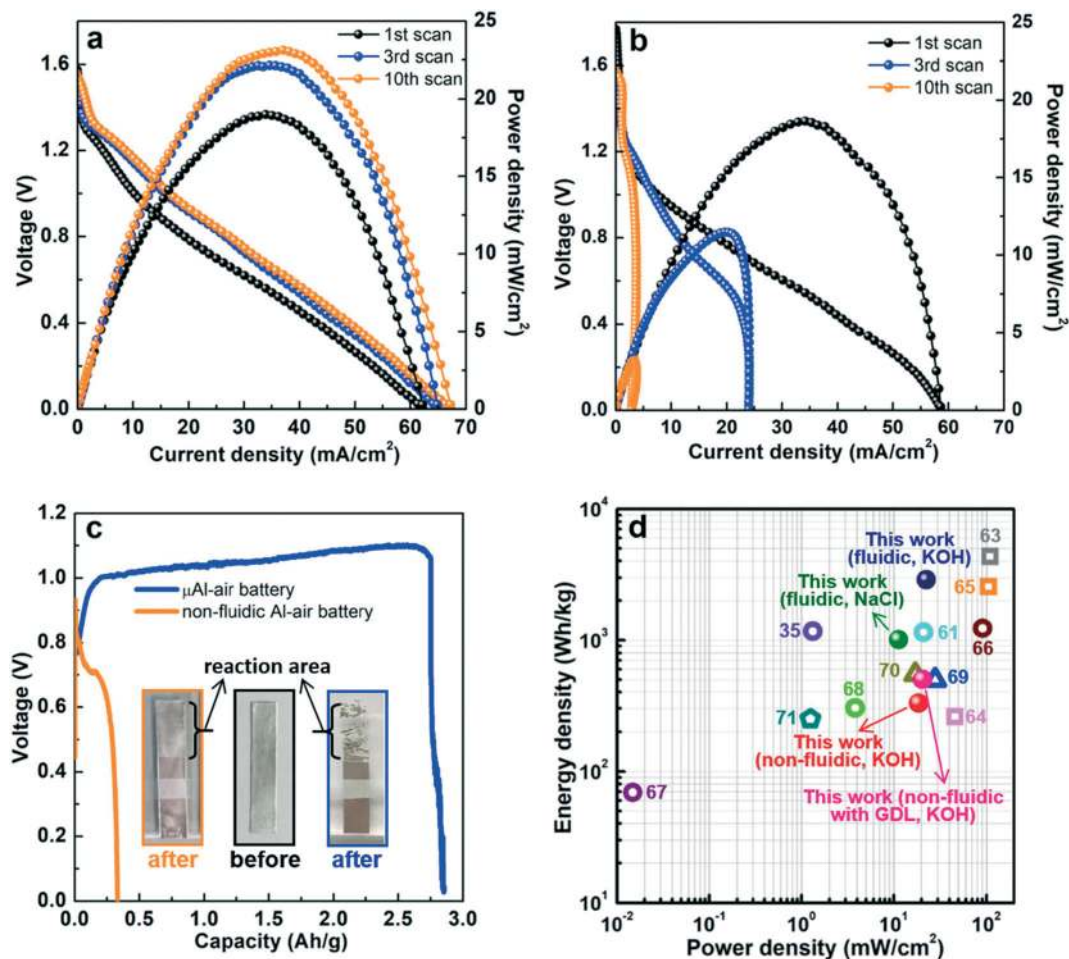 a
1st scan
3rd scan
10th scan
1.6
1.2
0.8
0.4
0.0
Voltage (V)
25
20
15
10
5
0
Power density (mW/cm²)
0 10 20 30 40 50 60 70
Current density (mA/cm²)
b
1st scan
3rd scan
10th scan
1.6
1.2
0.8
0.4
0.0
Voltage (V)
25
20
15
10
5
0
Power density (mW/cm²)
0 10 20 30 40 50 60 70
Current density (mA/cm²)
c
1.2
1.0
0.8
0.6
0.4
0.2
0.0
Voltage (V)
μAl-air battery
non-fluidic Al-air battery
reaction area
after
before
after
0.0 0.5 1.0 1.5 2.0 2.5 3.0
Capacity (Ah/g)
d
10⁴
10³
10²
10¹
Energy density (Wh/kg)
This work
(fluidic, KOH)
63
This work
(fluidic, NaCl)
65
35
61
66
70
69
68
64
71
This work
(non-fluidic, KOH)
This work (non-fluidic
with GDL, KOH)
67
10⁻² 10⁻¹ 10⁰ 10¹ 10²
Power density (mW/cm²)